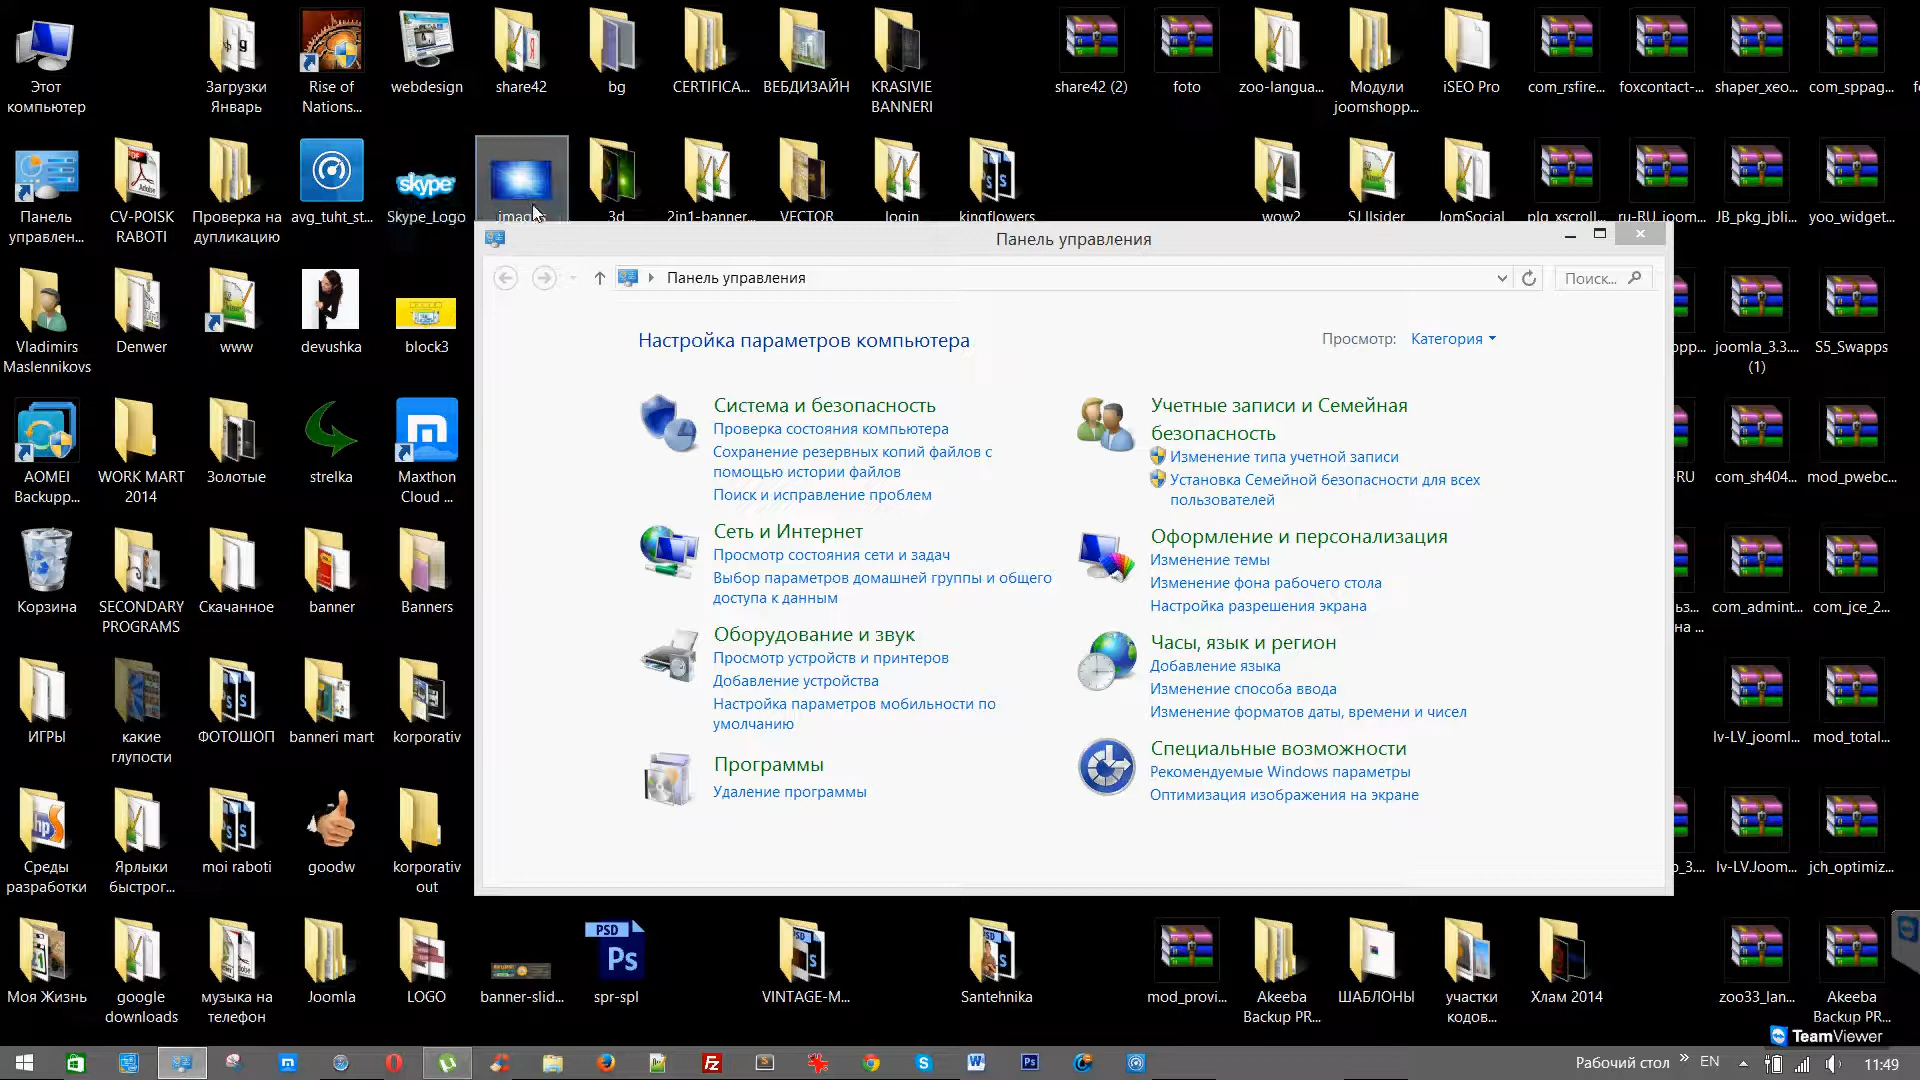 Этот
компьютер
Загрузки
Январь
Rise of
Nations...
webdesign
share42
bg
CERTIFICA...
ВЕБДИЗАЙН
KRASIVIE
BANNERI
share42 (2)
foto
zoo-langua...
Модули
joomshopp...
iSEO Pro
com_rsfire...
foxcontact-...
shaper_xeo...
com_sppag...
Панель
управлен...
CV-POISK
RABOTI
Проверка на
дупликацию
avg_tuht_st...
skype
Skype_Logo
images
3d
2in1-banner...
VECTOR
login
kingflowers
wow2
SJ Ilsider
JomSocial
plg_xscroll...
ru-RU_joom...
JB_pkg_jbli...
yoo_widget...
Панель управления
Панель управления
Поиск...
Vladimirs
Maslennikovs
Denwer
www
devushka
block3
joomla_3.3....
(1)
S5_Swapps
Настройка параметров компьютера
Просмотр: Категория
Система и безопасность
Проверка состояния компьютера
Сохранение резервных копий файлов с
помощью истории файлов
Поиск и исправление проблем
Сеть и Интернет
Просмотр состояния сети и задач
Выбор параметров домашней группы и общего
доступа к данным
Оборудование и звук
Просмотр устройств и принтеров
Добавление устройства
Настройка параметров мобильности по
умолчанию
Программы
Удаление программы
Учетные записи и Семейная
безопасность
Изменение типа учетной записи
Установка Семейной безопасности для всех
пользователей
Оформление и персонализация
Изменение темы
Изменение фона рабочего стола
Настройка разрешения экрана
Часы, язык и регион
Добавление языка
Изменение способа ввода
Изменение форматов даты, времени и чисел
Специальные возможности
Рекомендуемые Windows параметры
Оптимизация изображения на экране
AOMEI
Backupp...
WORK MART
2014
Золотые
strelka
Maxthon
Cloud ...
-RU
com_sh404...
mod_pwebc...
Корзина
SECONDARY
PROGRAMS
Скачанное
banner
Banners
com_admint...
com_jce_2...
ИГРЫ
какие
глупости
ФОТОШОП
banneri mart
korporativ
lv-LV_jooml...
mod_total...
Среды
разработки
Ярлыки
быстрог...
moi raboti
goodw
korporativ
out
lv-LV.Joom...
jch_optimiz...
Моя Жизнь
google
downloads
музыка на
телефон
Joomla
LOGO
banner-slid...
PSD
Ps
spr-spl
VINTAGE-M...
Santehnika
mod_provi...
Akeeba
Backup PR...
ШАБЛОНЫ
участки
кодов...
Хлам 2014
zoo33_lan...
Akeeba
Backup PR...
TeamViewer
Рабочий стол
EN
11:49